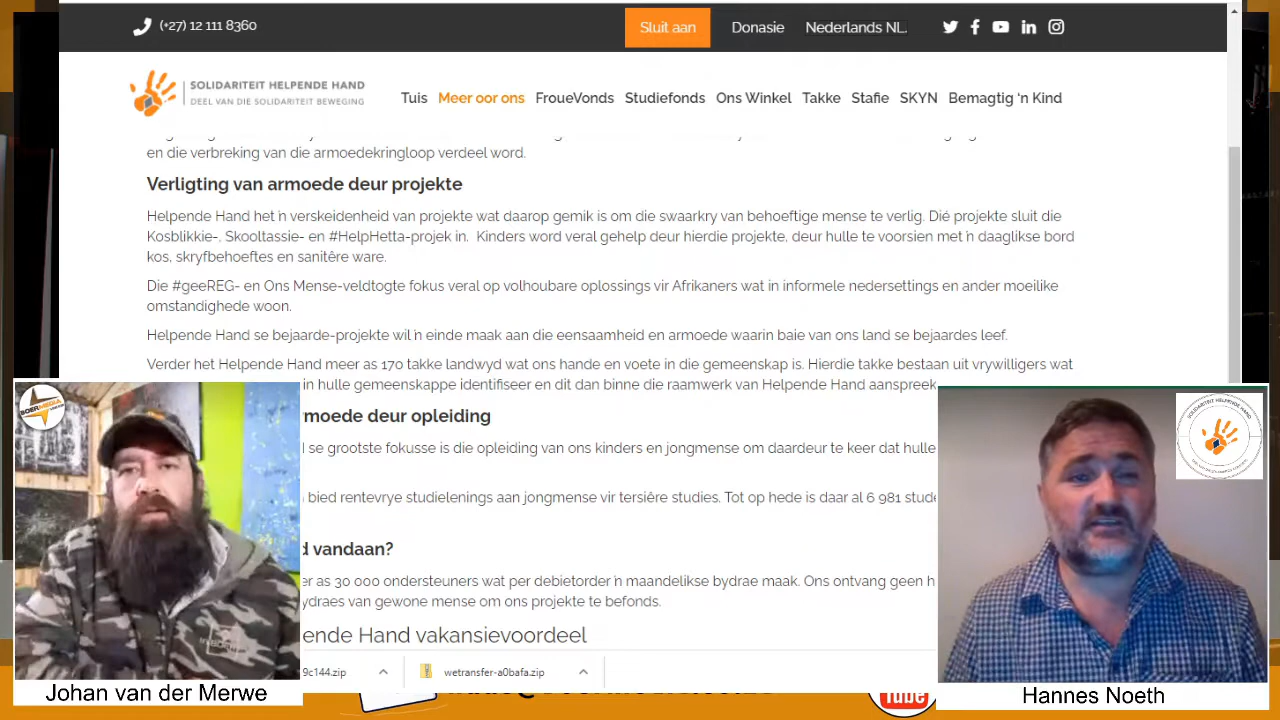 (+27) 12 111 8360
Sluit aan
Donasie
Nederlands NL.
SOLIDARITEIT HELPENDE HAND
DEEL VAN DIE SOLIDARITEIT BEWEGING
Tuis
Meer oor ons
FroueVonds
Studiefonds
Ons Winkel
Takke
Stafie
SKYN
Bemagtig ‘n Kind
en die verbreking van die armoedekringloop verdeel word.
Verligting van armoede deur projekte
Helpende Hand het ŉ verskeidenheid van projekte wat daarop gemik is om die swaarkry van behoeftige mense te verlig. Dié projekte sluit die
Kosblikkie-, Skooltassie- en #HelpHetta-projek in. Kinders word veral gehelp deur hierdie projekte, deur hulle te voorsien met ŉ daaglikse bord
kos, skryfbehoeftes en sanitêre ware.
Die #geeREG- en Ons Mense-veldtogte fokus veral op volhoubare oplossings vir Afrikaners wat in informele nedersettings en ander moeilike
omstandighede woon.
Helpende Hand se bejaarde-projekte wil ŉ einde maak aan die eensaamheid en armoede waarin baie van ons land se bejaardes leef.
Verder het Helpende Hand meer as 170 takke landwyd wat ons hande en voete in die gemeenskap is. Hierdie takke bestaan uit vrywilligers wat
in hulle gemeenskappe identifiseer en dit dan binne die raamwerk van Helpende Hand aanspreek
moede deur opleiding
se grootste fokusse is die opleiding van ons kinders en jongmense om daardeur te keer dat hulle
bied rentevrye studielenings aan jongmense vir tersiêre studies. Tot op hede is daar al 6 981
d vandaan?
as 30 000 ondersteuners wat per debietorder ŉ maandelikse bydrae maak. Ons ontvang geen
ydraes van gewone mense om ons projekte te befonds.
ende Hand vakansievoordeel
9c144.zip
wetransfer-a0bafa.zip
BOERMEDIA
SOLIDARITEIT HELPENDE HAND
Johan van der Merwe
Hannes Noeth
Tube